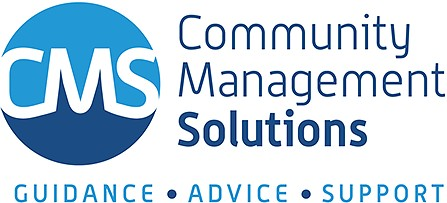 CMS
Community
Management
Solutions
GUIDANCE • ADVICE • SUPPORT